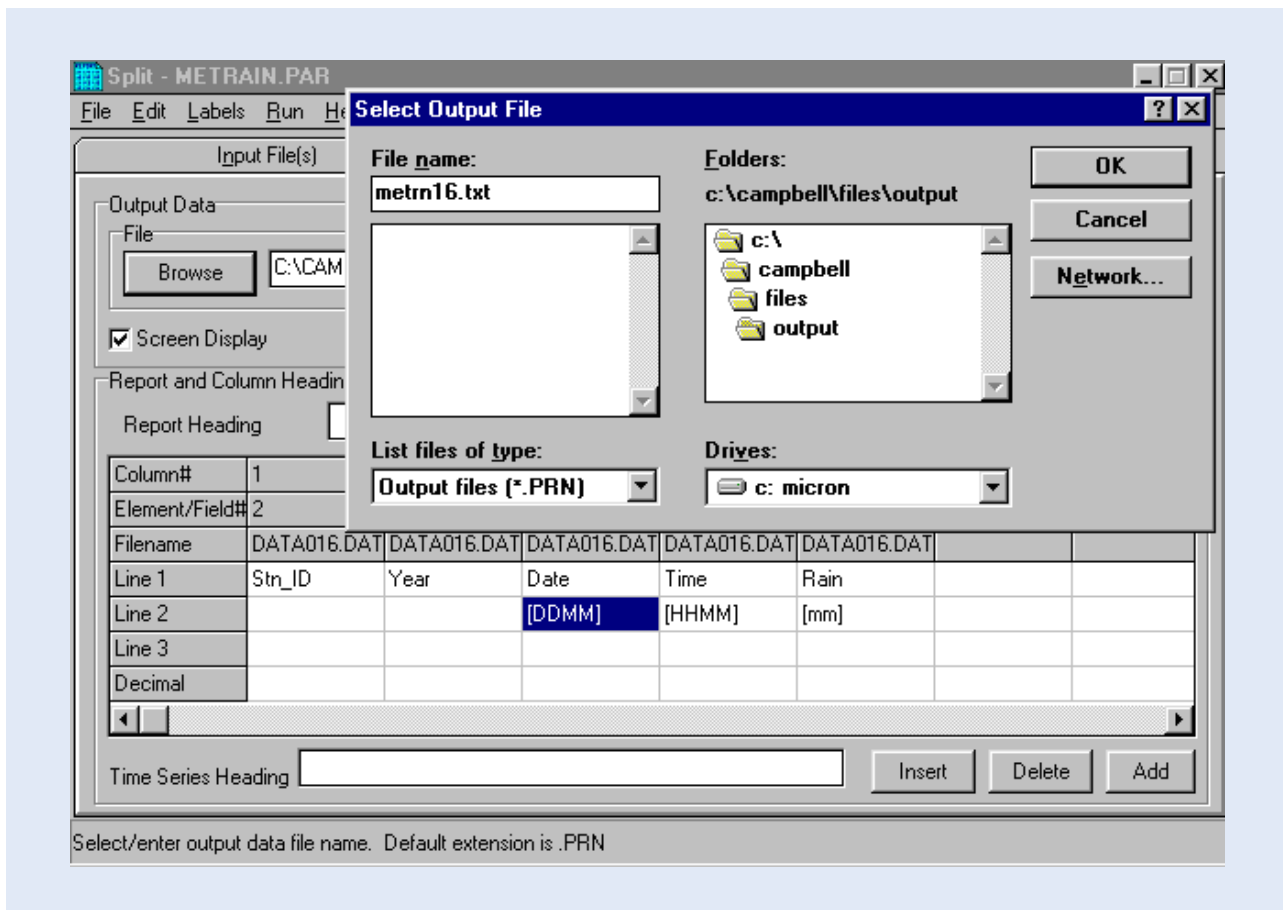 Split - METRAIN.PAR
File Edit Labels Run He
Select Output File
Input File(s)
File name:
metrn16.txt
Folders:
c:\campbell\files\output
c:\
campbell
files
output
OK
Cancel
Network...
Output Data
File
Browse
C:\CAM
Screen Display
Report and Column Headin
Report Heading
List files of type:
Output files (*.PRN)
Drives:
c: micron
Column# 1
Element/Field# 2
Filename DATA016.DAT DATA016.DAT DATA016.DAT DATA016.DAT DATA016.DAT
Line 1 Stn_ID Year Date Time Rain
Line 2 [DDMM] [HHMM] [mm]
Line 3
Decimal
Time Series Heading
Insert Delete Add
Select/enter output data file name. Default extension is .PRN